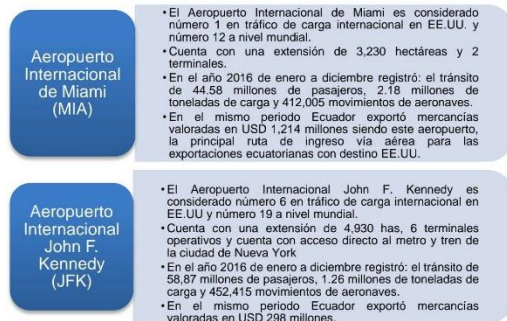 Aeropuerto
Internacional
de Miami
(MIA)
• El Aeropuerto Internacional de Miami es considerado
número 1 en tráfico de carga internacional en EE.UU. y
número 12 a nivel mundial.
• Cuenta con una extensión de 3,230 hectáreas y 2
terminales.
• En el año 2016 de enero a diciembre registró: el tránsito
de 44.58 millones de pasajeros, 2.18 millones de
toneladas de carga y 412,005 movimientos de aeronaves.
• En el mismo periodo Ecuador exportó mercancías
valoradas en USD 1,214 millones siendo este aeropuerto,
la principal ruta de ingreso vía aérea para las
exportaciones ecuatorianas con destino EE.UU.
Aeropuerto
Internacional
John F.
Kennedy
(JFK)
• El Aeropuerto Internacional John F. Kennedy es
considerado número 6 en tráfico de carga internacional en
EE.UU y número 19 a nivel mundial.
• Cuenta con una extensión de 4,930 has, 6 terminales
operativos y cuenta con acceso directo al metro y tren de
la ciudad de Nueva York
• En el año 2016 de enero a diciembre registró: el tránsito de
58,87 millones de pasajeros, 1.26 millones de toneladas de
carga y 452,415 movimientos de aeronaves.
• En el mismo periodo Ecuador exportó mercancías
valoradas en USD 298 millones.